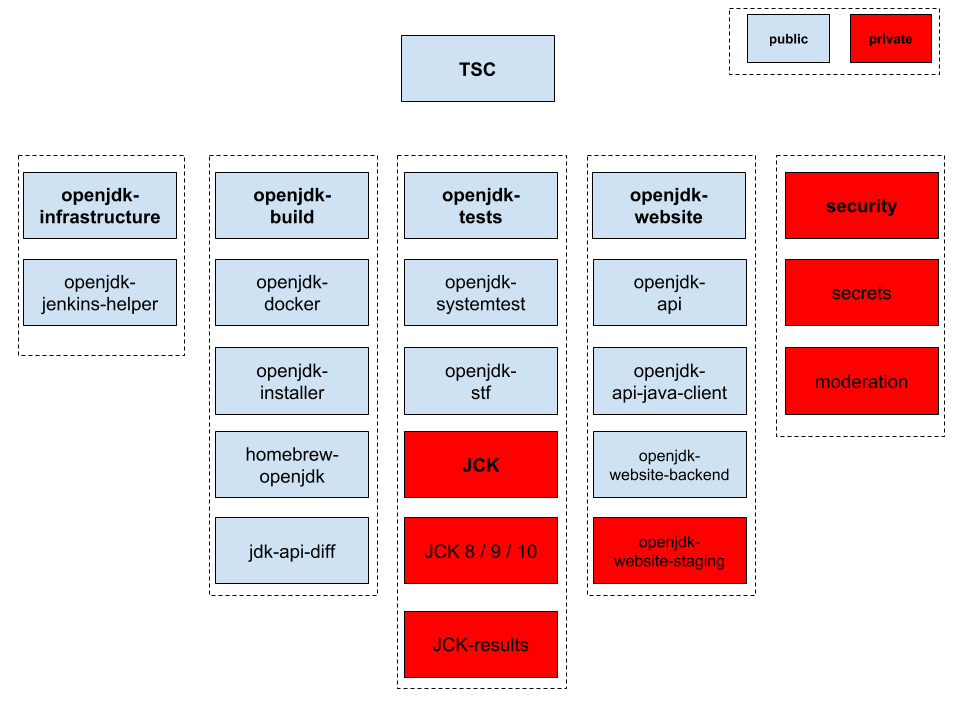 public
private
TSC
openjdk-
infrastructure
openjdk-
jenkins-helper
openjdk-
build
openjdk-
docker
openjdk-
installer
homebrew-
openjdk
jdk-api-diff
openjdk-
tests
openjdk-
systemtest
openjdk-
stf
JCK
JCK 8 / 9 / 10
JCK-results
openjdk-
website
openjdk-
api
openjdk-
api-java-client
openjdk-
website-backend
openjdk-
website-staging
security
secrets
moderation